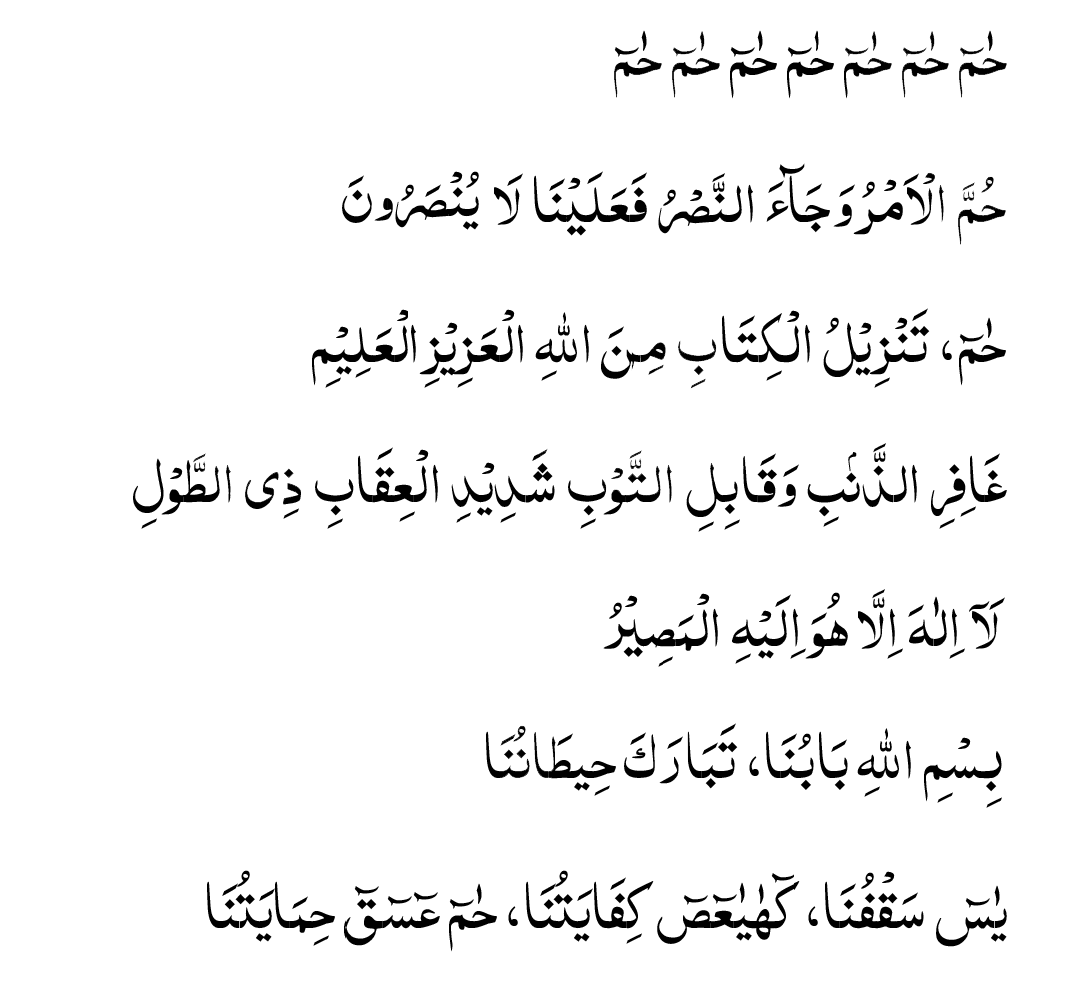 حٰمٓ حٰمٓ حٰمٓ حٰمٓ حٰمٓ حٰمٓ حٰمٓ
حُمَّ الْاَمْرُ وَجَآءَ النَّصْرُ فَعَلَيْنَا لَا يُنْصَرُونَ
حٰمٓ، تَنْزِيْلُ الْكِتَابِ مِنَ اللهِ الْعَزِيْزِ الْعَلِيْمِ
غَافِرِ الذَّنْبِ وَقَابِلِ التَّوْبِ شَدِيْدِ الْعِقَابِ ذِى الطَّوْلِ
لَآ اِلٰهَ اِلَّا هُوَ اِلَيْهِ الْمَصِيْرُ
بِسْمِ اللهِ بَابُنَا، تَبَارَكَ حِيطَانُنَا
يٰسٓ سَقْفُنَا، كٓهٰيٰعٓصٓ كِفَايَتُنَا، حٰمٓ عٓسٓقٓ حِمَايَتُنَا